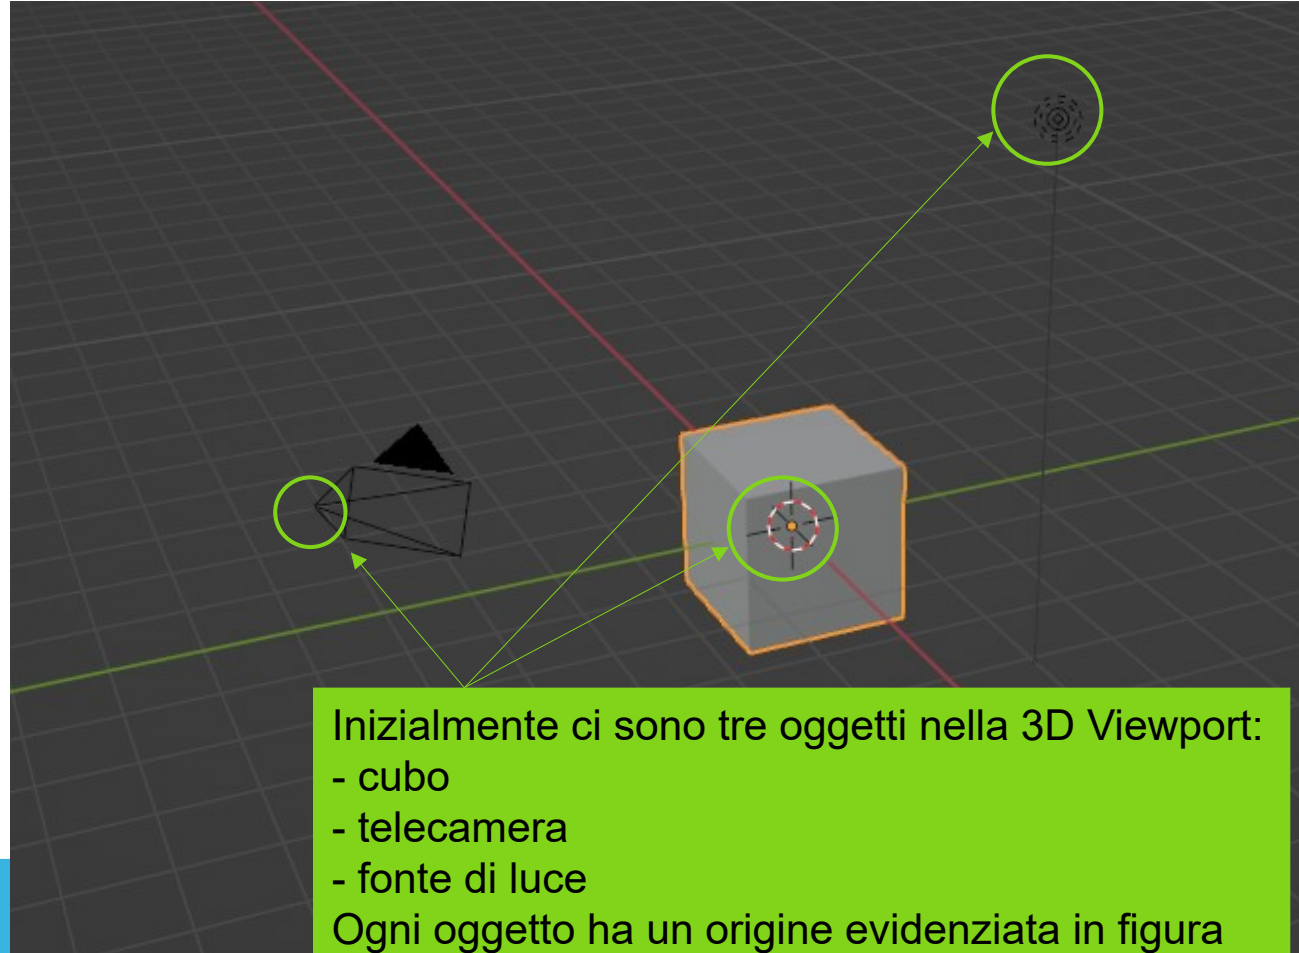 Inizialmente ci sono tre oggetti nella 3D Viewport:
- cubo
- telecamera
- fonte di luce
Ogni oggetto ha un origine evidenziata in figura